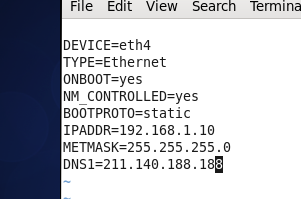 File Edit View Search Termina
DEVICE=eth4
TYPE=Ethernet
ONBOOT=yes
NM_CONTROLLED=yes
BOOTPROTO=static
IPADDR=192.168.1.10
METMASK=255.255.255.0
DNS1=211.140.188.188
~
~